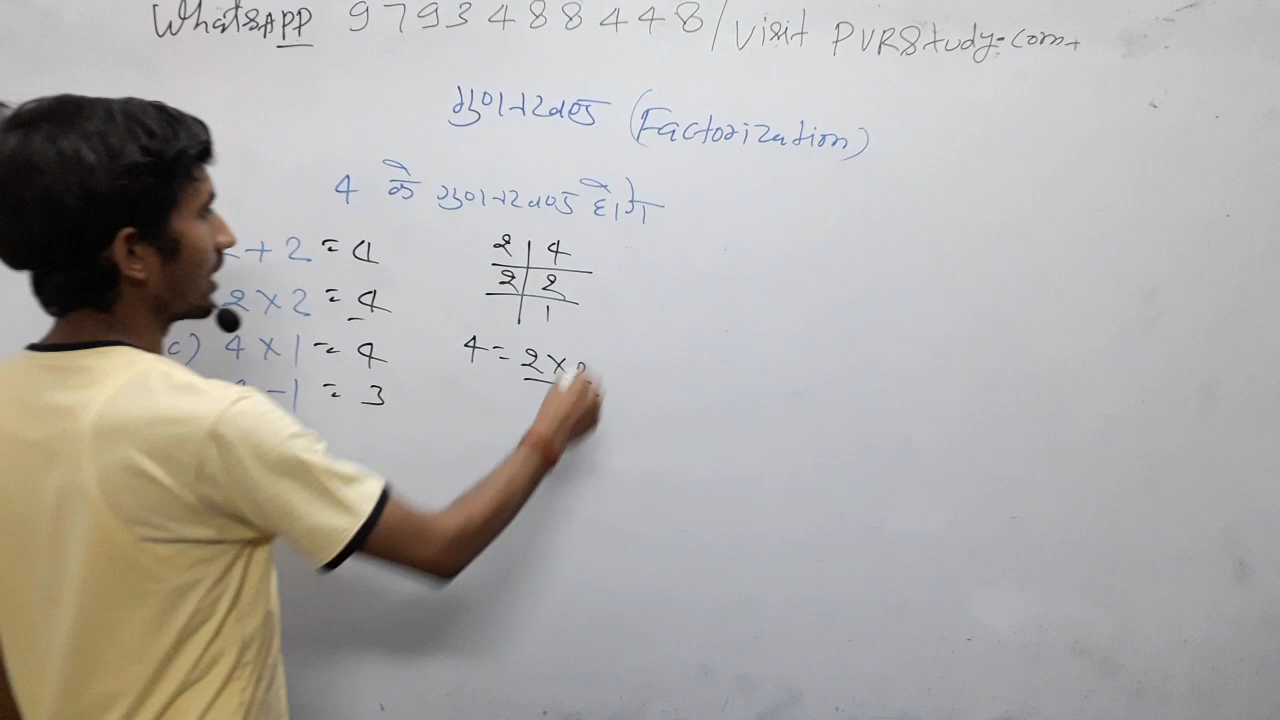 WhatsAPP 9793488448/visit PVRStudy.com
गुणनखण्ड (Factorization)
4 के गुणनखण्ड होंगे
+ 2 = 4
2 × 2 = 4
c) 4 × 1 = 4
- 1 = 3
2 | 4
2 | 2
1
4 = 2 ×